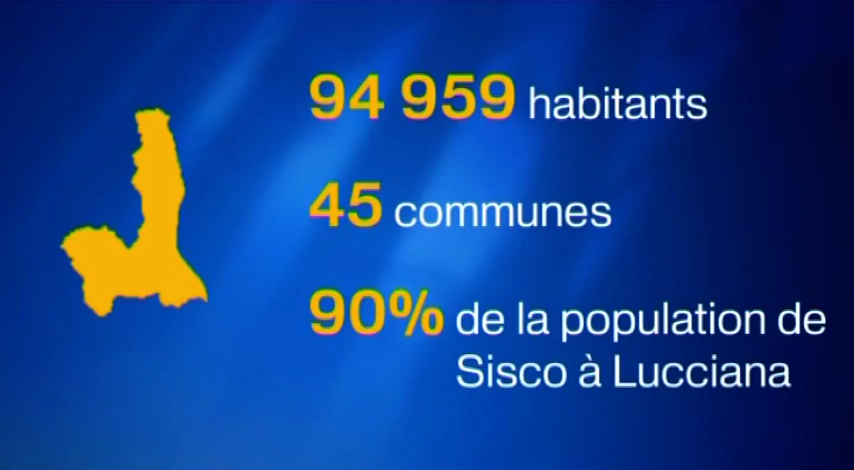 94 959 habitants
45 communes
90% de la population de
Sisco à Lucciana